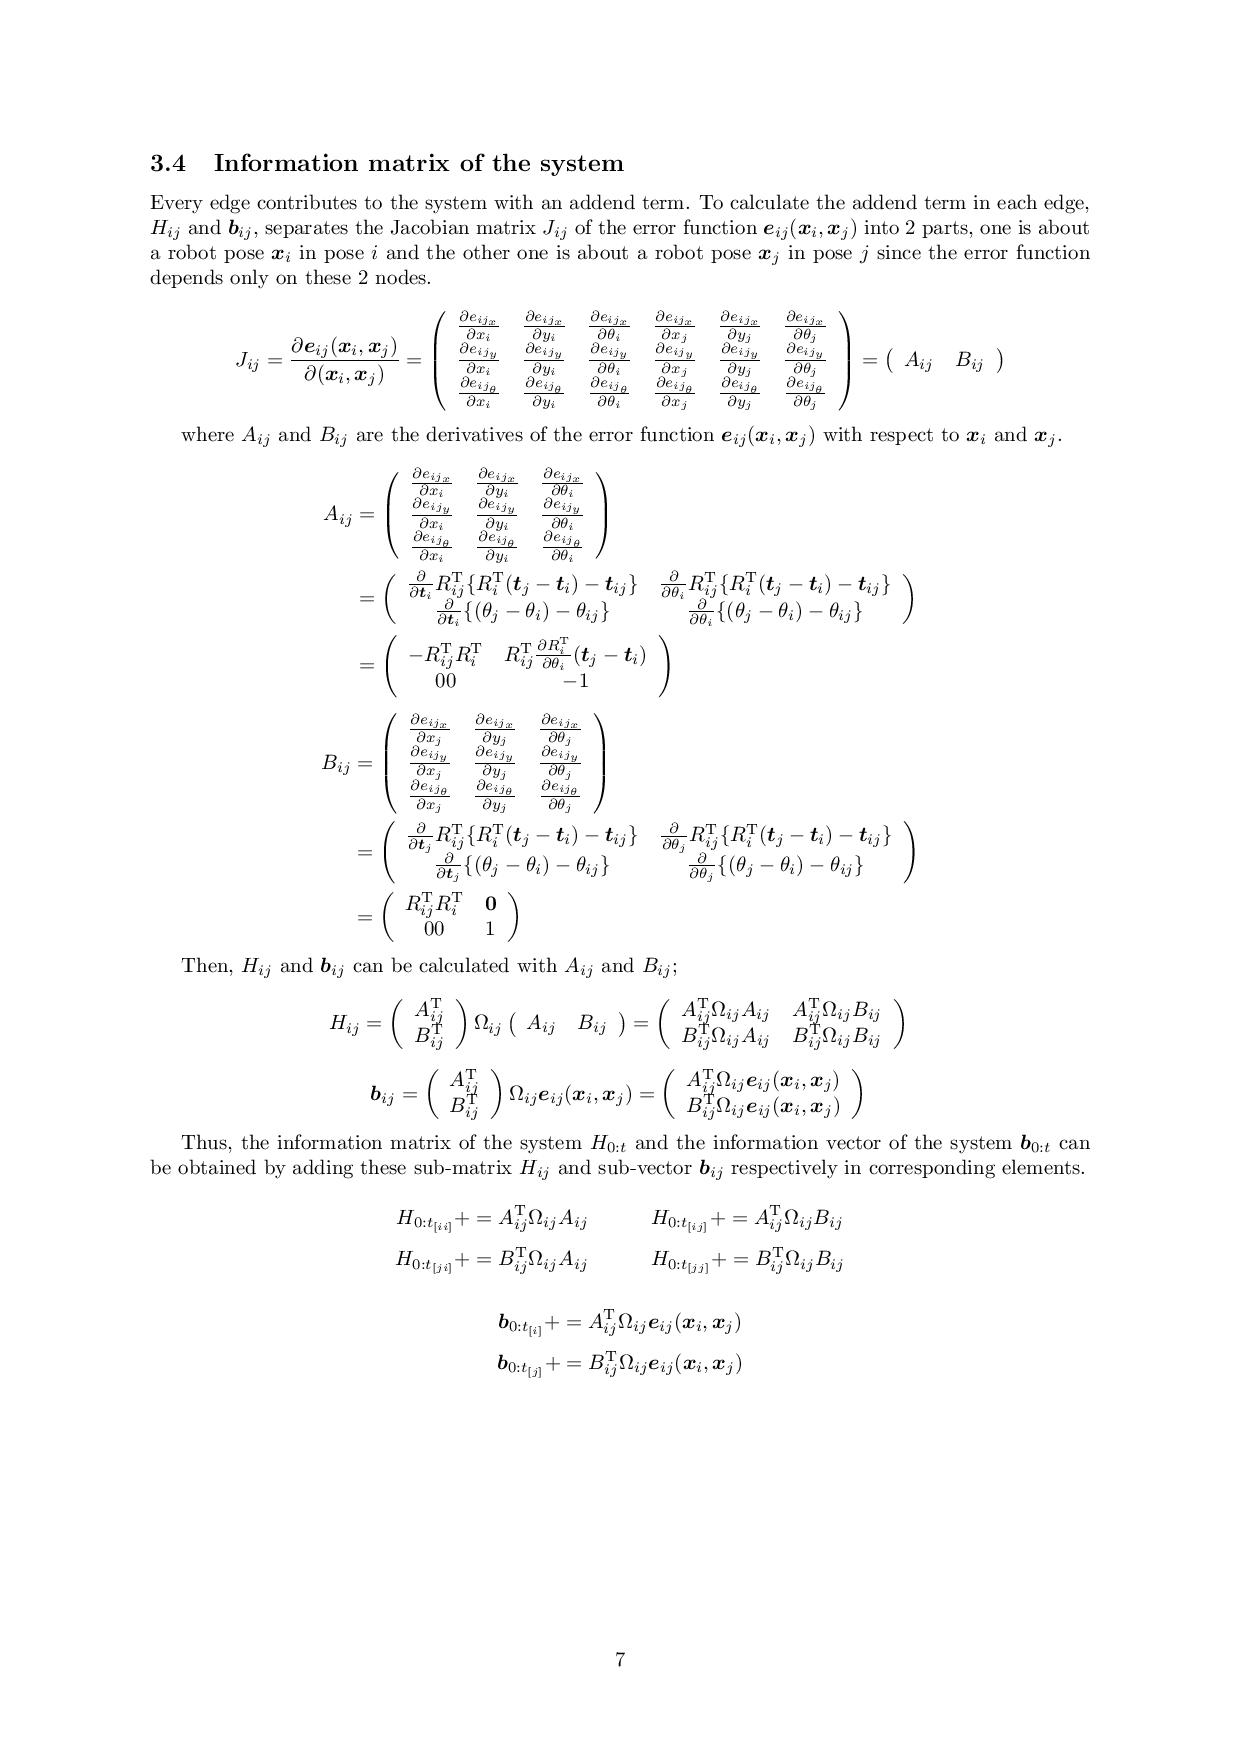 3.4 Information matrix of the system
Every edge contributes to the system with an addend term. To calculate the addend term in each edge,
$H_{ij}$ and $\boldsymbol{b}_{ij}$, separates the Jacobian matrix $J_{ij}$ of the error function $\boldsymbol{e}_{ij}(\boldsymbol{x}_i, \boldsymbol{x}_j)$ into 2 parts, one is about
a robot pose $\boldsymbol{x}_i$ in pose $i$ and the other one is about a robot pose $\boldsymbol{x}_j$ in pose $j$ since the error function
depends only on these 2 nodes.
$J_{ij} = \frac{\partial \boldsymbol{e}_{ij}(\boldsymbol{x}_i, \boldsymbol{x}_j)}{\partial(\boldsymbol{x}_i, \boldsymbol{x}_j)} = \begin{pmatrix} \frac{\partial e_{ij_x}}{\partial x_i} & \frac{\partial e_{ij_x}}{\partial y_i} & \frac{\partial e_{ij_x}}{\partial \theta_i} & \frac{\partial e_{ij_x}}{\partial x_j} & \frac{\partial e_{ij_x}}{\partial y_j} & \frac{\partial e_{ij_x}}{\partial \theta_j} \\ \frac{\partial e_{ij_y}}{\partial x_i} & \frac{\partial e_{ij_y}}{\partial y_i} & \frac{\partial e_{ij_y}}{\partial \theta_i} & \frac{\partial e_{ij_y}}{\partial x_j} & \frac{\partial e_{ij_y}}{\partial y_j} & \frac{\partial e_{ij_y}}{\partial \theta_j} \\ \frac{\partial e_{ij_\theta}}{\partial x_i} & \frac{\partial e_{ij_\theta}}{\partial y_i} & \frac{\partial e_{ij_\theta}}{\partial \theta_i} & \frac{\partial e_{ij_\theta}}{\partial x_j} & \frac{\partial e_{ij_\theta}}{\partial y_j} & \frac{\partial e_{ij_\theta}}{\partial \theta_j} \end{pmatrix} = \begin{pmatrix} A_{ij} & B_{ij} \end{pmatrix}$
where $A_{ij}$ and $B_{ij}$ are the derivatives of the error function $\boldsymbol{e}_{ij}(\boldsymbol{x}_i, \boldsymbol{x}_j)$ with respect to $\boldsymbol{x}_i$ and $\boldsymbol{x}_j$.
$A_{ij} = \begin{pmatrix} \frac{\partial e_{ij_x}}{\partial x_i} & \frac{\partial e_{ij_x}}{\partial y_i} & \frac{\partial e_{ij_x}}{\partial \theta_i} \\ \frac{\partial e_{ij_y}}{\partial x_i} & \frac{\partial e_{ij_y}}{\partial y_i} & \frac{\partial e_{ij_y}}{\partial \theta_i} \\ \frac{\partial e_{ij_\theta}}{\partial x_i} & \frac{\partial e_{ij_\theta}}{\partial y_i} & \frac{\partial e_{ij_\theta}}{\partial \theta_i} \end{pmatrix}$
$= \begin{pmatrix} \frac{\partial}{\partial \boldsymbol{t}_i} R_{ij}^{\mathrm{T}}\{R_i^{\mathrm{T}}(\boldsymbol{t}_j - \boldsymbol{t}_i) - \boldsymbol{t}_{ij}\} & \frac{\partial}{\partial \theta_i} R_{ij}^{\mathrm{T}}\{R_i^{\mathrm{T}}(\boldsymbol{t}_j - \boldsymbol{t}_i) - \boldsymbol{t}_{ij}\} \\ \frac{\partial}{\partial \boldsymbol{t}_i}\{(\theta_j - \theta_i) - \theta_{ij}\} & \frac{\partial}{\partial \theta_i}\{(\theta_j - \theta_i) - \theta_{ij}\} \end{pmatrix}$
$= \begin{pmatrix} -R_{ij}^{\mathrm{T}} R_i^{\mathrm{T}} & R_{ij}^{\mathrm{T}} \frac{\partial R_i^{\mathrm{T}}}{\partial \theta_i}(\boldsymbol{t}_j - \boldsymbol{t}_i) \\ 00 & -1 \end{pmatrix}$
$B_{ij} = \begin{pmatrix} \frac{\partial e_{ij_x}}{\partial x_j} & \frac{\partial e_{ij_x}}{\partial y_j} & \frac{\partial e_{ij_x}}{\partial \theta_j} \\ \frac{\partial e_{ij_y}}{\partial x_j} & \frac{\partial e_{ij_y}}{\partial y_j} & \frac{\partial e_{ij_y}}{\partial \theta_j} \\ \frac{\partial e_{ij_\theta}}{\partial x_j} & \frac{\partial e_{ij_\theta}}{\partial y_j} & \frac{\partial e_{ij_\theta}}{\partial \theta_j} \end{pmatrix}$
$= \begin{pmatrix} \frac{\partial}{\partial \boldsymbol{t}_j} R_{ij}^{\mathrm{T}}\{R_i^{\mathrm{T}}(\boldsymbol{t}_j - \boldsymbol{t}_i) - \boldsymbol{t}_{ij}\} & \frac{\partial}{\partial \theta_j} R_{ij}^{\mathrm{T}}\{R_i^{\mathrm{T}}(\boldsymbol{t}_j - \boldsymbol{t}_i) - \boldsymbol{t}_{ij}\} \\ \frac{\partial}{\partial \boldsymbol{t}_j}\{(\theta_j - \theta_i) - \theta_{ij}\} & \frac{\partial}{\partial \theta_j}\{(\theta_j - \theta_i) - \theta_{ij}\} \end{pmatrix}$
$= \begin{pmatrix} R_{ij}^{\mathrm{T}} R_i^{\mathrm{T}} & \boldsymbol{0} \\ 00 & 1 \end{pmatrix}$
Then, $H_{ij}$ and $\boldsymbol{b}_{ij}$ can be calculated with $A_{ij}$ and $B_{ij}$;
$H_{ij} = \begin{pmatrix} A_{ij}^{\mathrm{T}} \\ B_{ij}^{\mathrm{T}} \end{pmatrix} \Omega_{ij} \begin{pmatrix} A_{ij} & B_{ij} \end{pmatrix} = \begin{pmatrix} A_{ij}^{\mathrm{T}} \Omega_{ij} A_{ij} & A_{ij}^{\mathrm{T}} \Omega_{ij} B_{ij} \\ B_{ij}^{\mathrm{T}} \Omega_{ij} A_{ij} & B_{ij}^{\mathrm{T}} \Omega_{ij} B_{ij} \end{pmatrix}$
$\boldsymbol{b}_{ij} = \begin{pmatrix} A_{ij}^{\mathrm{T}} \\ B_{ij}^{\mathrm{T}} \end{pmatrix} \Omega_{ij} \boldsymbol{e}_{ij}(\boldsymbol{x}_i, \boldsymbol{x}_j) = \begin{pmatrix} A_{ij}^{\mathrm{T}} \Omega_{ij} \boldsymbol{e}_{ij}(\boldsymbol{x}_i, \boldsymbol{x}_j) \\ B_{ij}^{\mathrm{T}} \Omega_{ij} \boldsymbol{e}_{ij}(\boldsymbol{x}_i, \boldsymbol{x}_j) \end{pmatrix}$
Thus, the information matrix of the system $H_{0:t}$ and the information vector of the system $\boldsymbol{b}_{0:t}$ can
be obtained by adding these sub-matrix $H_{ij}$ and sub-vector $\boldsymbol{b}_{ij}$ respectively in corresponding elements.
$H_{0:t_{[ii]}} += A_{ij}^{\mathrm{T}} \Omega_{ij} A_{ij} \qquad H_{0:t_{[ij]}} += A_{ij}^{\mathrm{T}} \Omega_{ij} B_{ij}$
$H_{0:t_{[ji]}} += B_{ij}^{\mathrm{T}} \Omega_{ij} A_{ij} \qquad H_{0:t_{[jj]}} += B_{ij}^{\mathrm{T}} \Omega_{ij} B_{ij}$
$\boldsymbol{b}_{0:t_{[i]}} += A_{ij}^{\mathrm{T}} \Omega_{ij} \boldsymbol{e}_{ij}(\boldsymbol{x}_i, \boldsymbol{x}_j)$
$\boldsymbol{b}_{0:t_{[j]}} += B_{ij}^{\mathrm{T}} \Omega_{ij} \boldsymbol{e}_{ij}(\boldsymbol{x}_i, \boldsymbol{x}_j)$
7